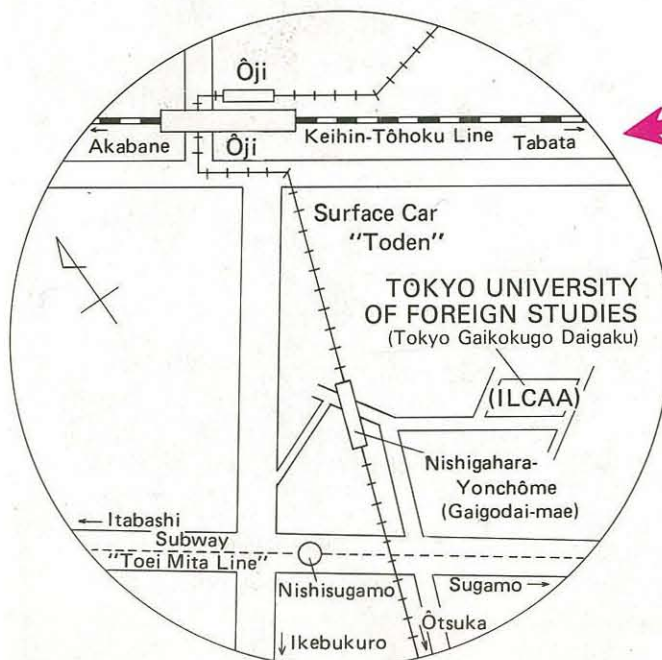 Ôji
Akabane
Ôji
Keihin-Tôhoku Line
Tabata
Surface Car
"Toden"
TOKYO UNIVERSITY
OF FOREIGN STUDIES
(Tokyo Gaikokugo Daigaku)
(ILCAA)
Nishigahara-
Yonchôme
(Gaigodai-mae)
Itabashi
Subway
"Toei Mita Line"
Nishisugamo
Sugamo
Ôtsuka
Ikebukuro